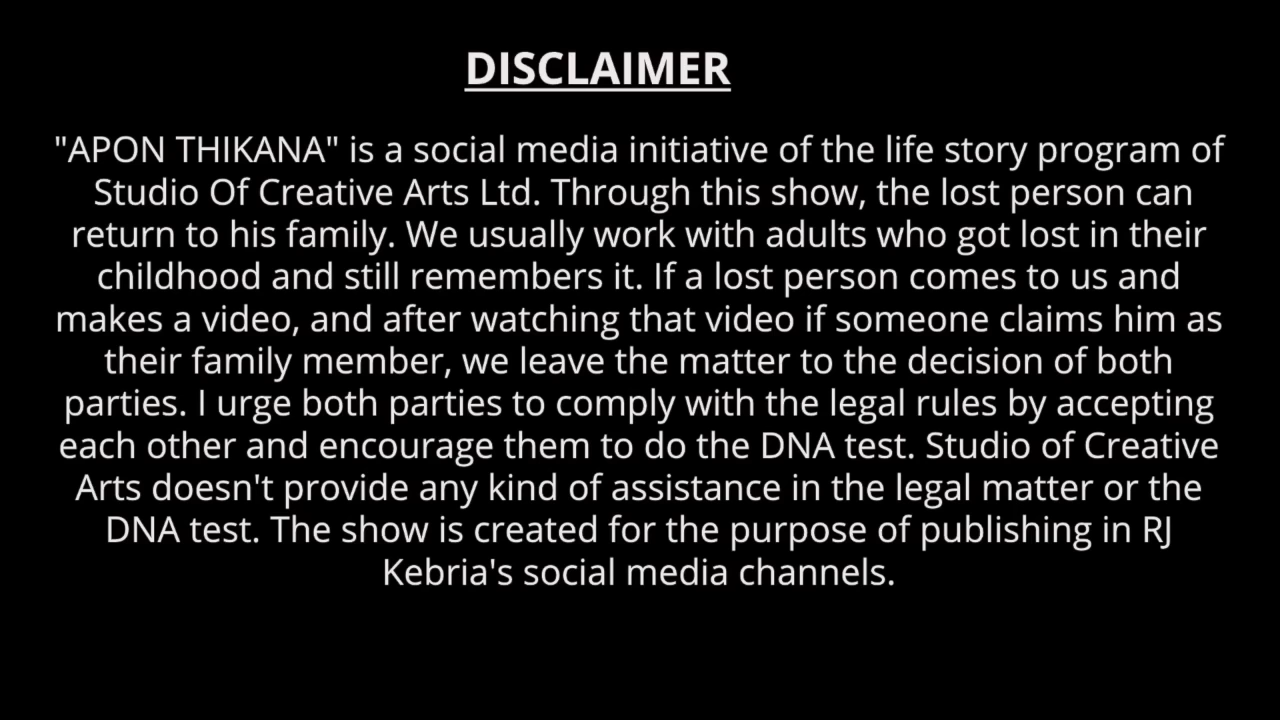 DISCLAIMER
"APON THIKANA" is a social media initiative of the life story program of
Studio Of Creative Arts Ltd. Through this show, the lost person can
return to his family. We usually work with adults who got lost in their
childhood and still remembers it. If a lost person comes to us and
makes a video, and after watching that video if someone claims him as
their family member, we leave the matter to the decision of both
parties. I urge both parties to comply with the legal rules by accepting
each other and encourage them to do the DNA test. Studio of Creative
Arts doesn't provide any kind of assistance in the legal matter or the
DNA test. The show is created for the purpose of publishing in RJ
Kebria's social media channels.